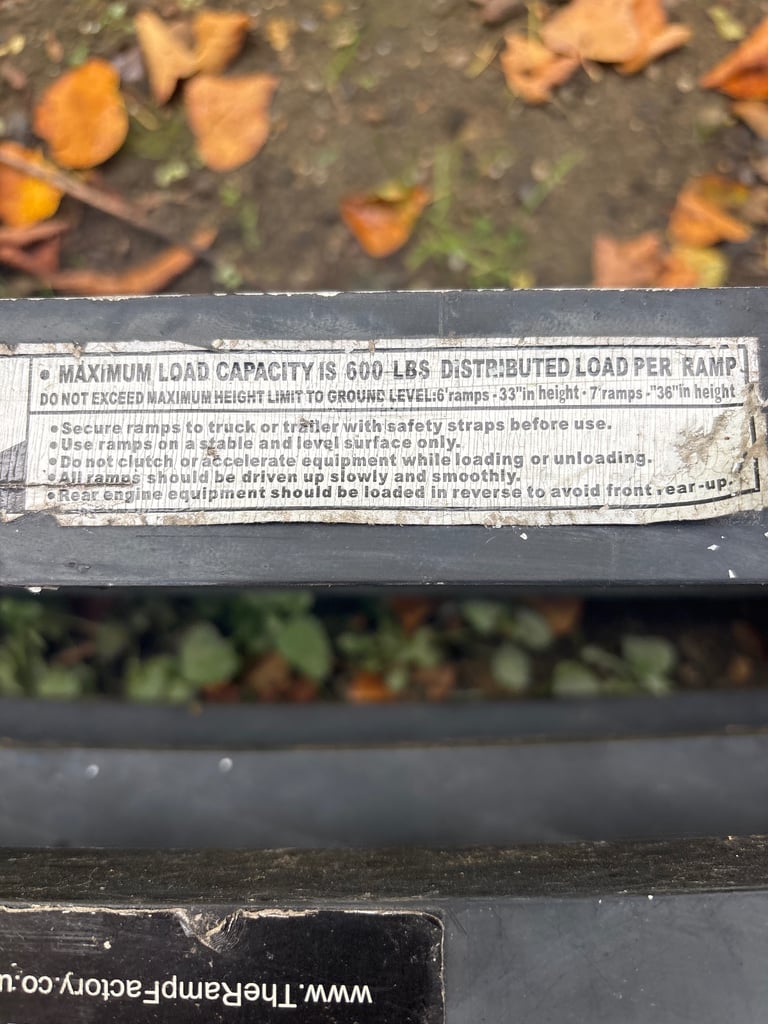 • MAXIMUM LOAD CAPACITY IS 600 LBS DISTRIBUTED LOAD PER RAMP.
DO NOT EXCEED MAXIMUM HEIGHT LIMIT TO GROUND LEVEL:6'ramps - 33"in height • 7'ramps -"36"in height
• Secure ramps to truck or trailer with safety straps before use.
• Use ramps on a stable and level surface only.
• Do not clutch or accelerate equipment while loading or unloading.
• All ramps should be driven up slowly and smoothly.
• Rear engine equipment should be loaded in reverse to avoid front rear-up.
www.TheRampFactory.co.u